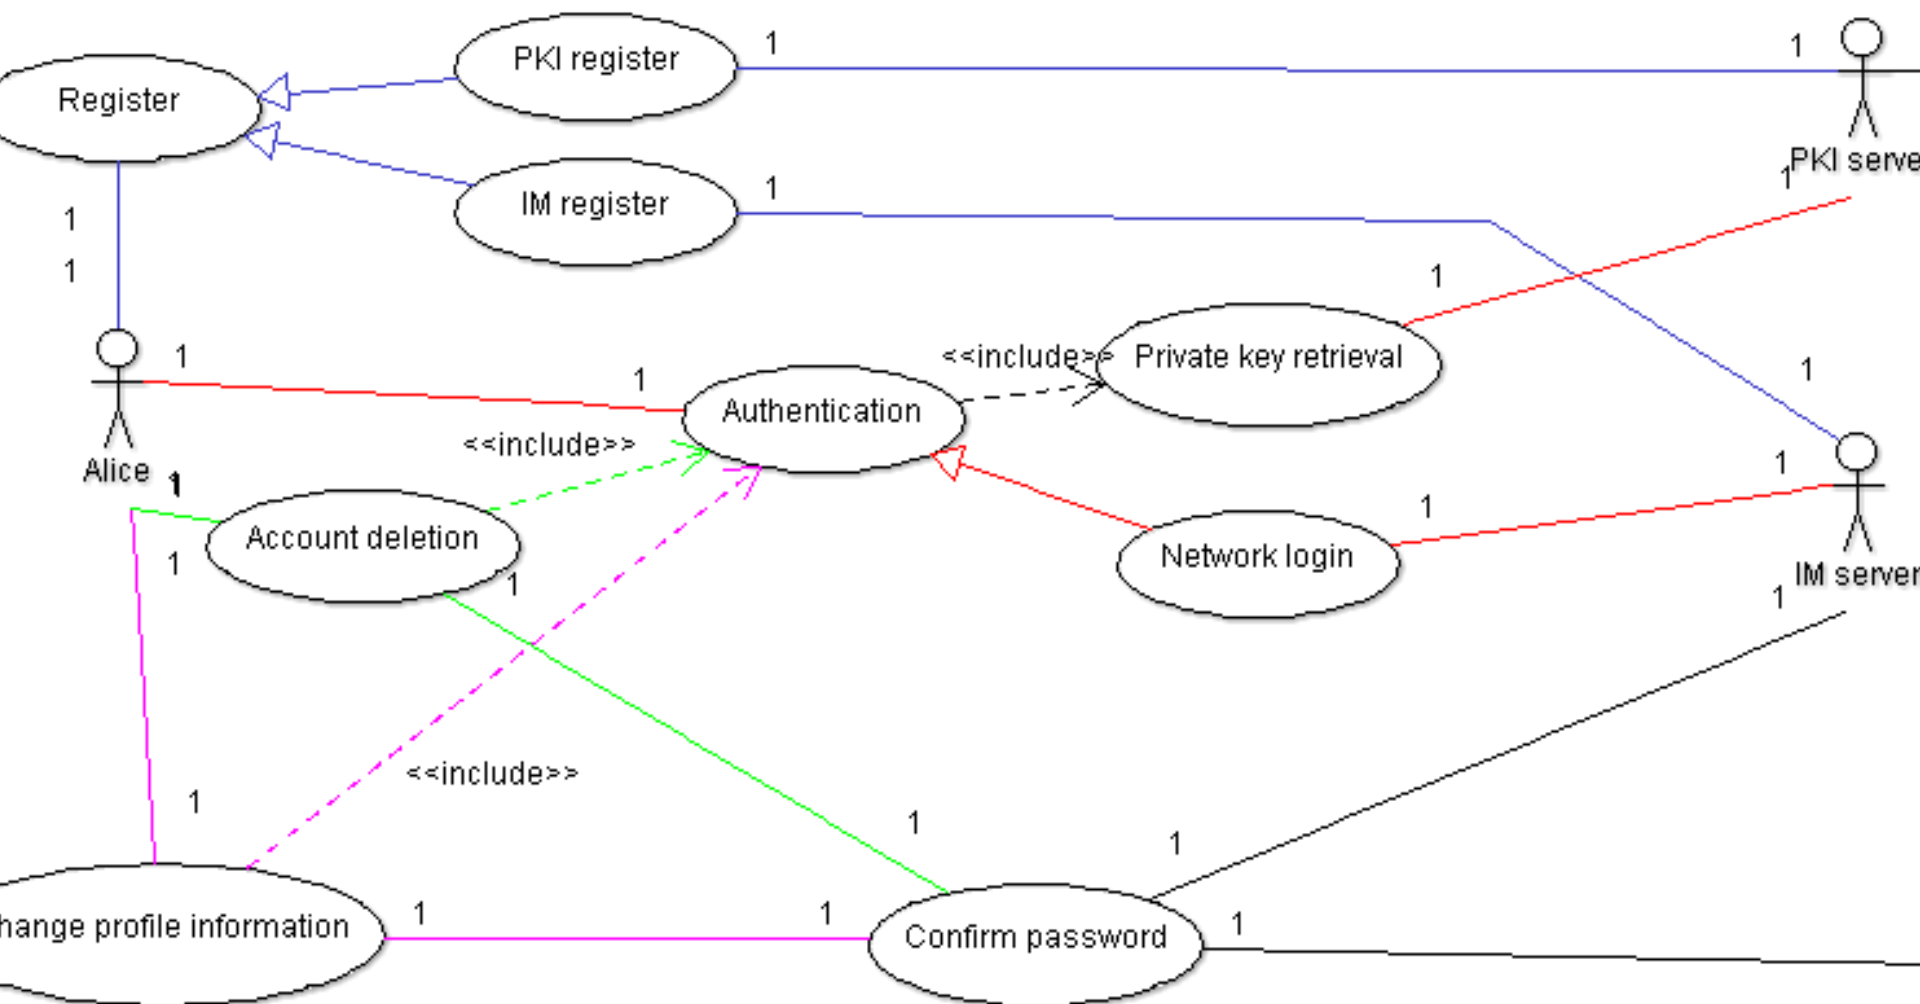 PKI register
1
1
Register
PKI serve
1
IM register
1
1
1
1
Private key retrieval
<<include>>
1
1
1
Authentication
<<include>>
Alice
1
1
1
Account deletion
Network login
1
IM server
1
1
1
<<include>>
1
1
1
hange profile information
1
1
Confirm password
1